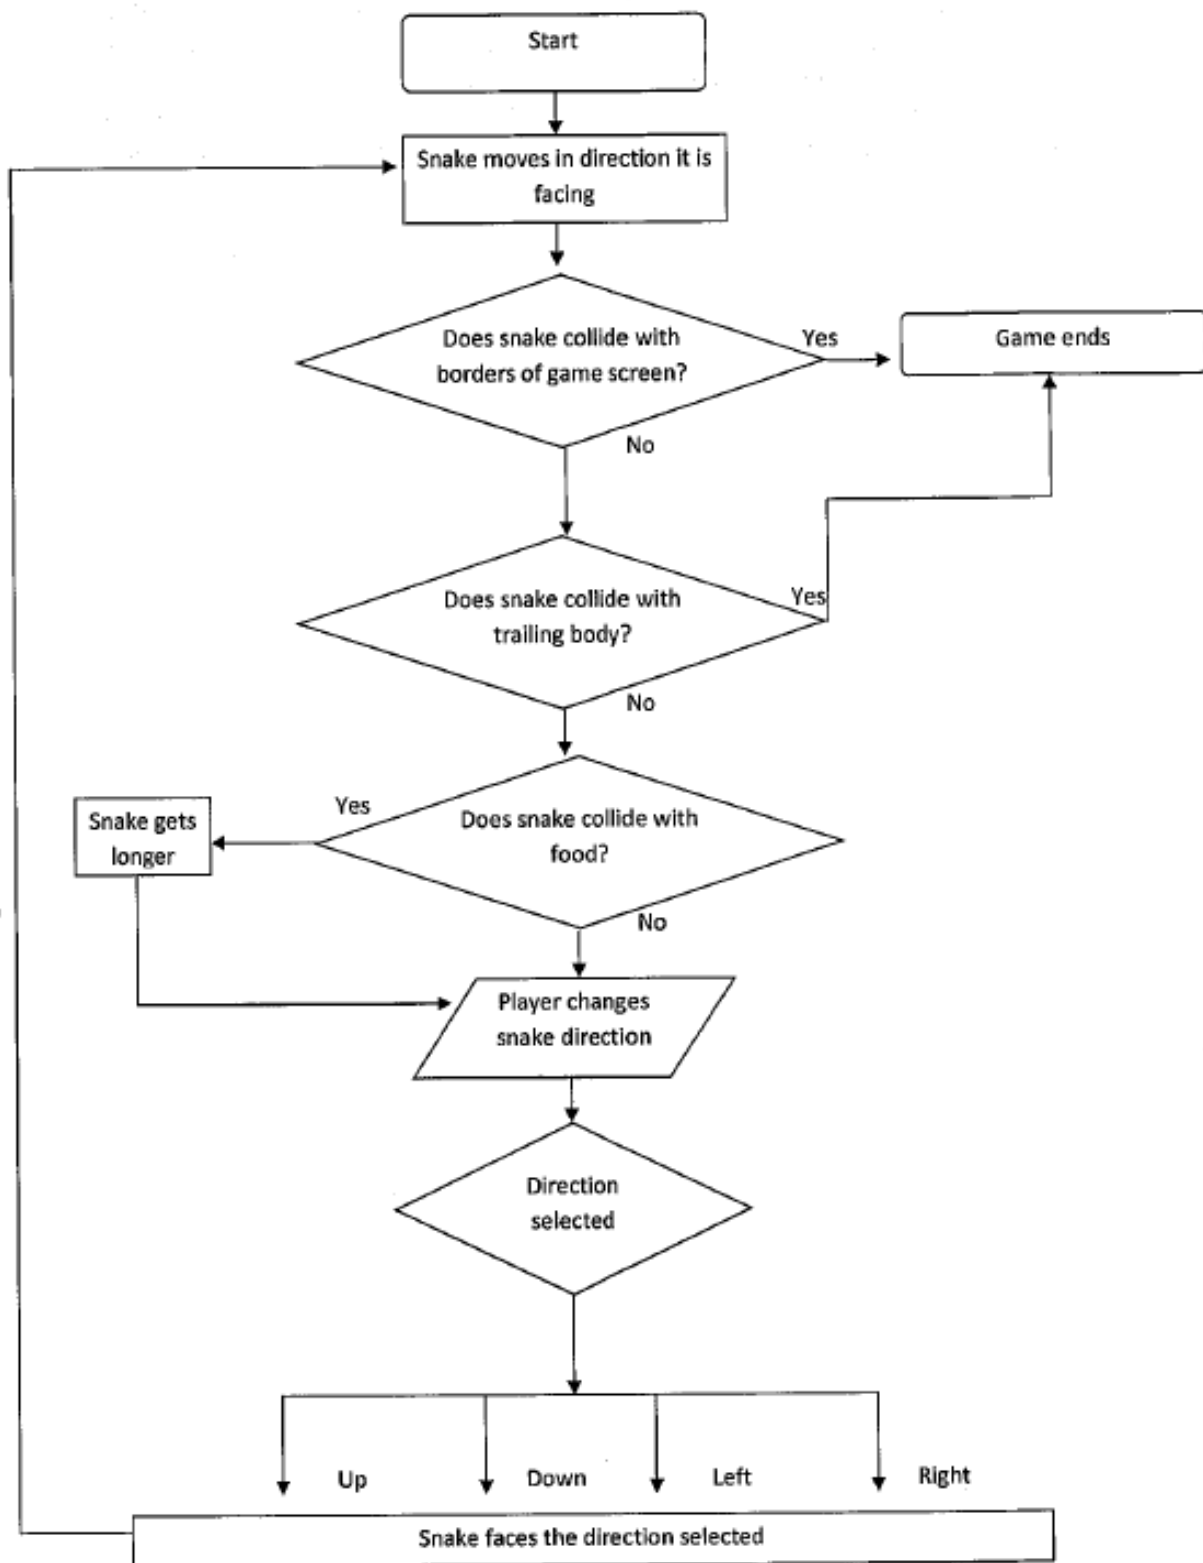 Start
Snake moves in direction it is
facing
Does snake collide with
borders of game screen?
Yes
Game ends
No
Does snake collide with
trailing body?
Yes
No
Yes
Snake gets
longer
Does snake collide with
food?
No
Player changes
snake direction
Direction
selected
Up
Down
Left
Right
Snake faces the direction selected